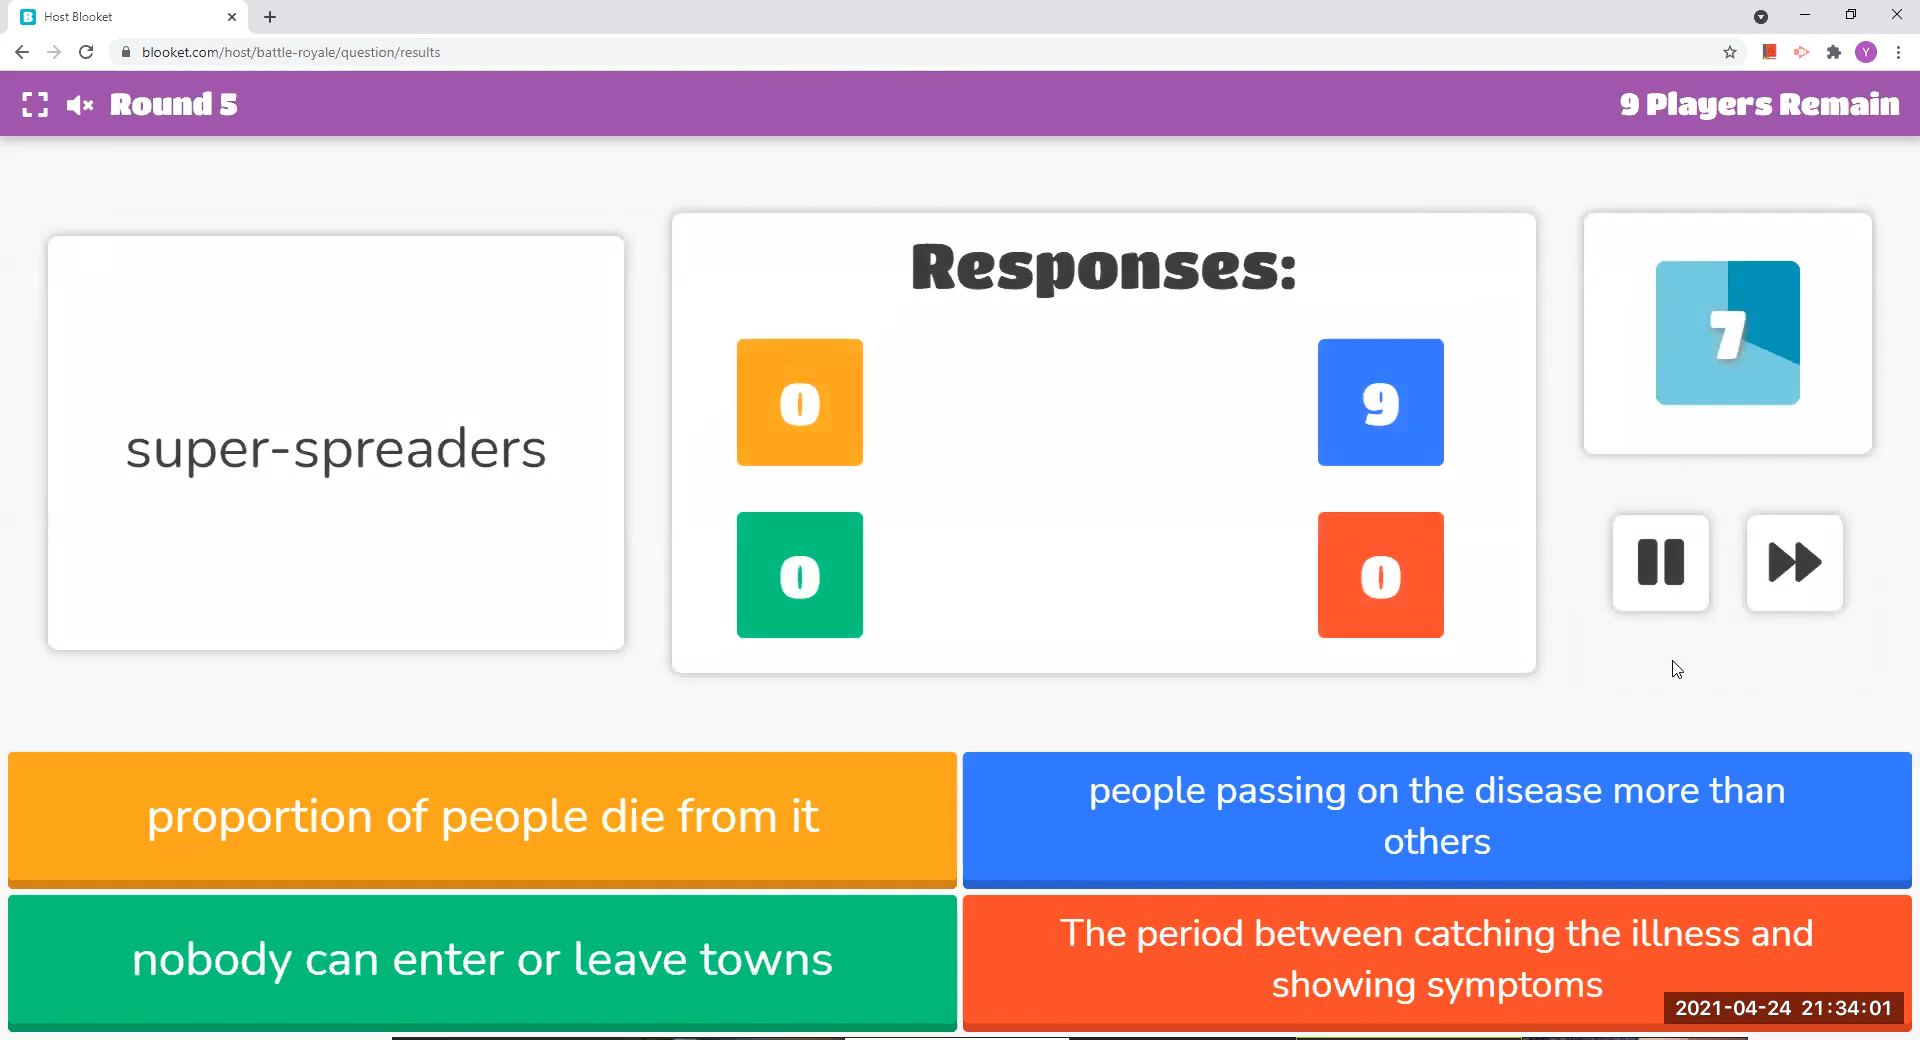 Host Blooket
blooket.com/host/battle-royale/question/results
Y
Round 5
9 Players Remain
super-spreaders
Responses:
0
9
0
0
7
proportion of people die from it
people passing on the disease more than
others
nobody can enter or leave towns
The period between catching the illness and
showing symptoms
2021-04-24 21:34:01